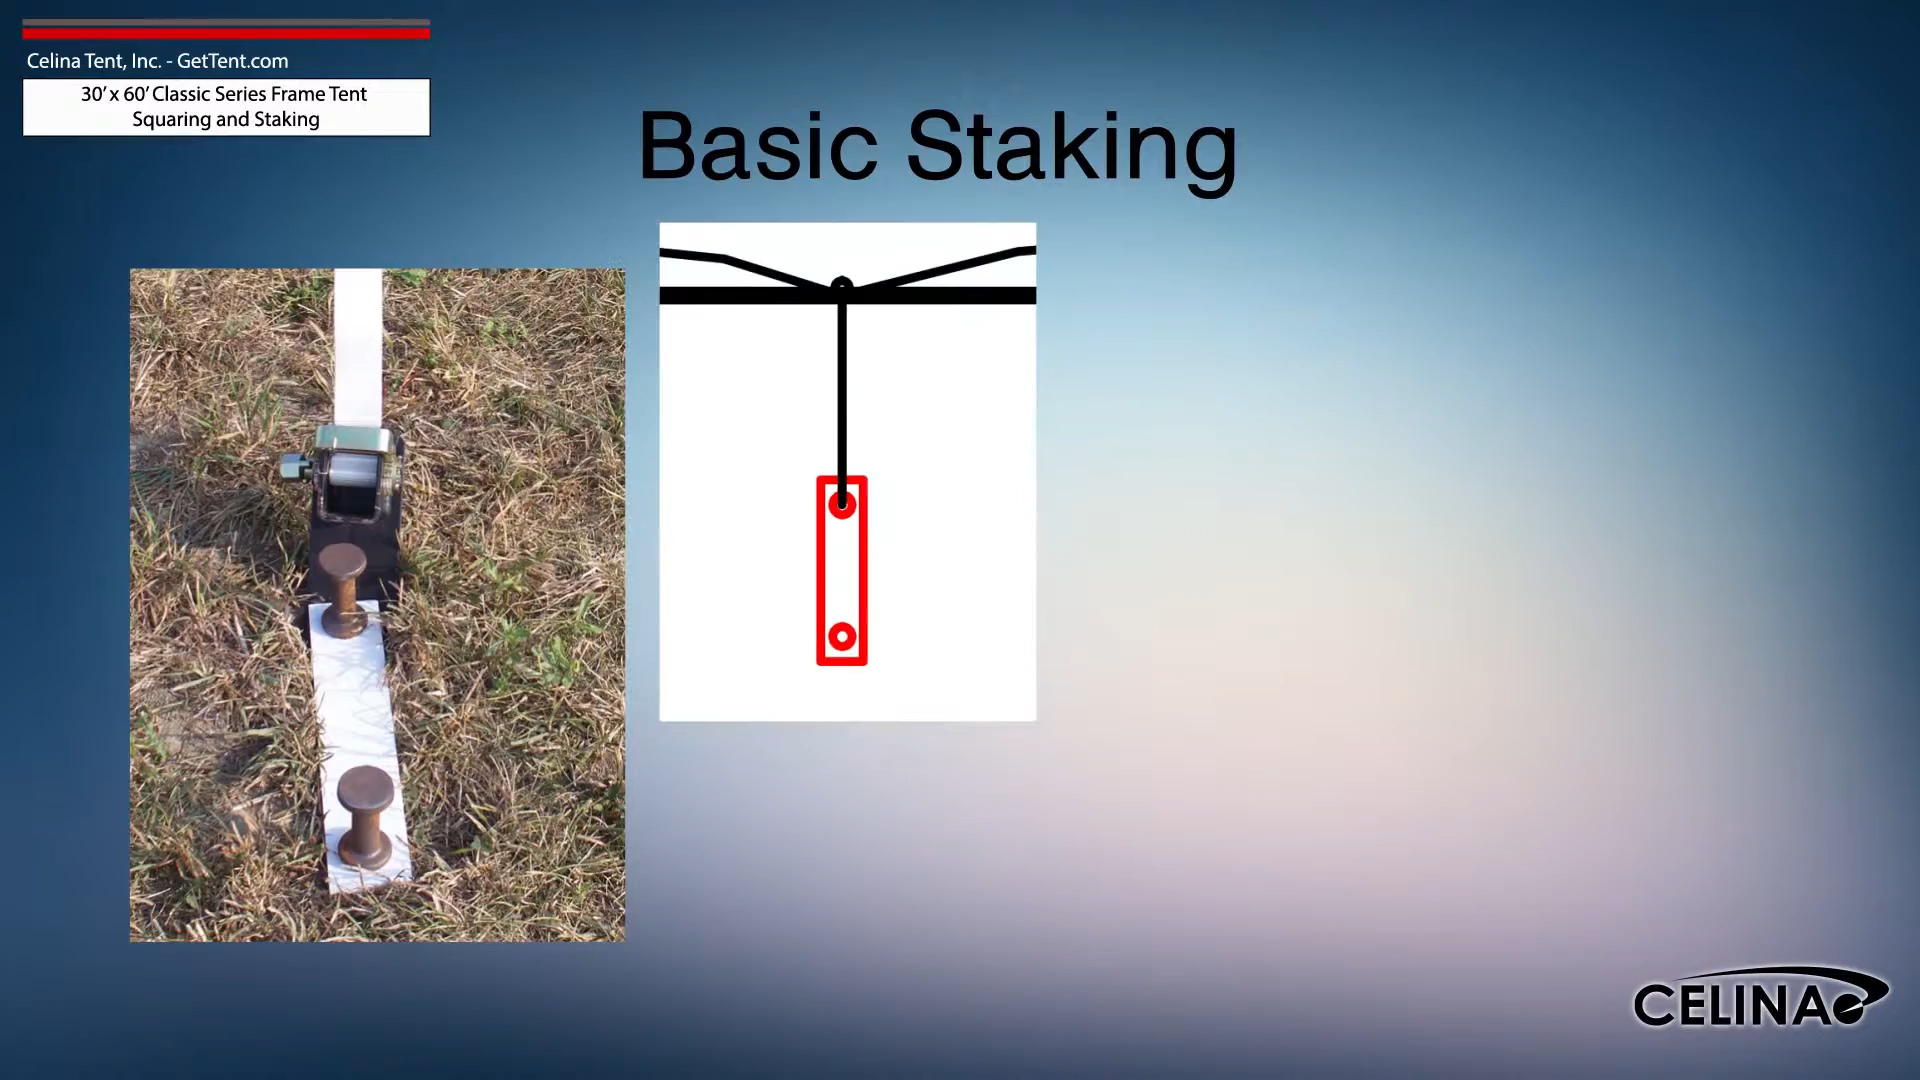 Celina Tent, Inc. - GetTent.com
30’ x 60’ Classic Series Frame Tent
Squaring and Staking
Basic Staking
CELINA